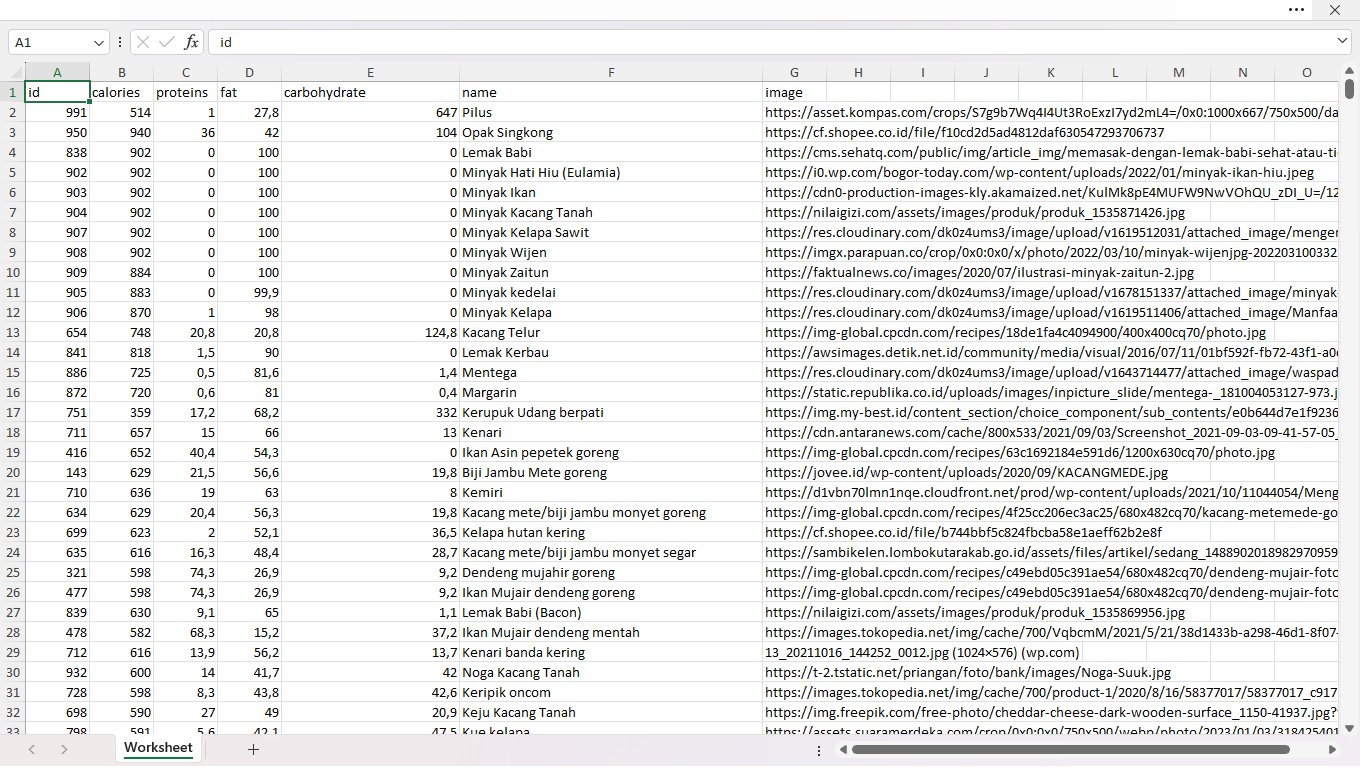 A1 fx id
A B C D E F G H I J K L M N O
1 id calories proteins fat carbohydrate name image
2 991 514 1 27,8 647 Pilus https://asset.kompas.com/crops/S7g9b7Wq4I4Ut3RoExzI7yd2mL4=/0x0:1000x667/750x500/da
3 950 940 36 42 104 Opak Singkong https://cf.shopee.co.id/file/f10cd2d5ad4812daf630547293706737
4 838 902 0 100 0 Lemak Babi https://cms.sehatq.com/public/img/article_img/memasak-dengan-lemak-babi-sehat-atau-ti
5 902 902 0 100 0 Minyak Hati Hiu (Eulamia) https://i0.wp.com/bogor-today.com/wp-content/uploads/2022/01/minyak-ikan-hiu.jpeg
6 903 902 0 100 0 Minyak Ikan https://cdn0-production-images-kly.akamaized.net/KulMk8pE4MUFW9NwVOhQU_zDI_U=/12
7 904 902 0 100 0 Minyak Kacang Tanah https://nilaigizi.com/assets/images/produk/produk_1535871426.jpg
8 907 902 0 100 0 Minyak Kelapa Sawit https://res.cloudinary.com/dk0z4ums3/image/upload/v1619512031/attached_image/menger
9 908 902 0 100 0 Minyak Wijen https://imgx.parapuan.co/crop/0x0:0x0/x/photo/2022/03/10/minyak-wijenjpg-202203100332
10 909 884 0 100 0 Minyak Zaitun https://faktualnews.co/images/2020/07/ilustrasi-minyak-zaitun-2.jpg
11 905 883 0 99,9 0 Minyak kedelai https://res.cloudinary.com/dk0z4ums3/image/upload/v1678151337/attached_image/minyak-
12 906 870 1 98 0 Minyak Kelapa https://res.cloudinary.com/dk0z4ums3/image/upload/v1619511406/attached_image/Manfaa
13 654 748 20,8 20,8 124,8 Kacang Telur https://img-global.cpcdn.com/recipes/18de1fa4c4094900/400x400cq70/photo.jpg
14 841 818 1,5 90 0 Lemak Kerbau https://awsimages.detik.net.id/community/media/visual/2016/07/11/01bf592f-fb72-43f1-a0
15 886 725 0,5 81,6 1,4 Mentega https://res.cloudinary.com/dk0z4ums3/image/upload/v1643714477/attached_image/waspad
16 872 720 0,6 81 0,4 Margarin https://static.republika.co.id/uploads/images/inpicture_slide/mentega-_181004053127-973.j
17 751 359 17,2 68,2 332 Kerupuk Udang berpati https://img.my-best.id/content_section/choice_component/sub_contents/e0b644d7e1f9236
18 711 657 15 66 13 Kenari https://cdn.antaranews.com/cache/800x533/2021/09/03/Screenshot_2021-09-03-09-41-57-05_
19 416 652 40,4 54,3 0 Ikan Asin pepetek goreng https://img-global.cpcdn.com/recipes/63c1692184e591d6/1200x630cq70/photo.jpg
20 143 629 21,5 56,6 19,8 Biji Jambu Mete goreng https://jovee.id/wp-content/uploads/2020/09/KACANGMEDE.jpg
21 710 636 19 63 8 Kemiri https://d1vbn70lmn1nqe.cloudfront.net/prod/wp-content/uploads/2021/10/11044054/Meng
22 634 629 20,4 56,3 19,8 Kacang mete/biji jambu monyet goreng https://img-global.cpcdn.com/recipes/4f25cc206ec3ac25/680x482cq70/kacang-metemede-go
23 699 623 2 52,1 36,5 Kelapa hutan kering https://cf.shopee.co.id/file/b744bbf5c824fbcba58e1aeff62b2e8f
24 635 616 16,3 48,4 28,7 Kacang mete/biji jambu monyet segar https://sambikelen.lombokutarakab.go.id/assets/files/artikel/sedang_1488902018982970959
25 321 598 74,3 26,9 9,2 Dendeng mujahir goreng https://img-global.cpcdn.com/recipes/c49ebd05c391ae54/680x482cq70/dendeng-mujair-foto
26 477 598 74,3 26,9 9,2 Ikan Mujair dendeng goreng https://img-global.cpcdn.com/recipes/c49ebd05c391ae54/680x482cq70/dendeng-mujair-foto
27 839 630 9,1 65 1,1 Lemak Babi (Bacon) https://nilaigizi.com/assets/images/produk/produk_1535869956.jpg
28 478 582 68,3 15,2 37,2 Ikan Mujair dendeng mentah https://images.tokopedia.net/img/cache/700/VqbcmM/2021/5/21/38d1433b-a298-46d1-8f07-
29 712 616 13,9 56,2 13,7 Kenari banda kering 13_20211016_144252_0012.jpg (1024×576) (wp.com)
30 932 600 14 41,7 42 Noga Kacang Tanah https://t-2.tstatic.net/priangan/foto/bank/images/Noga-Suuk.jpg
31 728 598 8,3 43,8 42,6 Keripik oncom https://images.tokopedia.net/img/cache/700/product-1/2020/8/16/58377017/58377017_c917
32 698 590 27 49 20,9 Keju Kacang Tanah https://img.freepik.com/free-photo/cheddar-cheese-dark-wooden-surface_1150-41937.jpg?
33 798 591 5,6 42,1 47,5 Kue kelapa https://assets.suaramerdeka.com/crop/0x0:0x0/750x500/webp/photo/2023/01/03/318425401
Worksheet